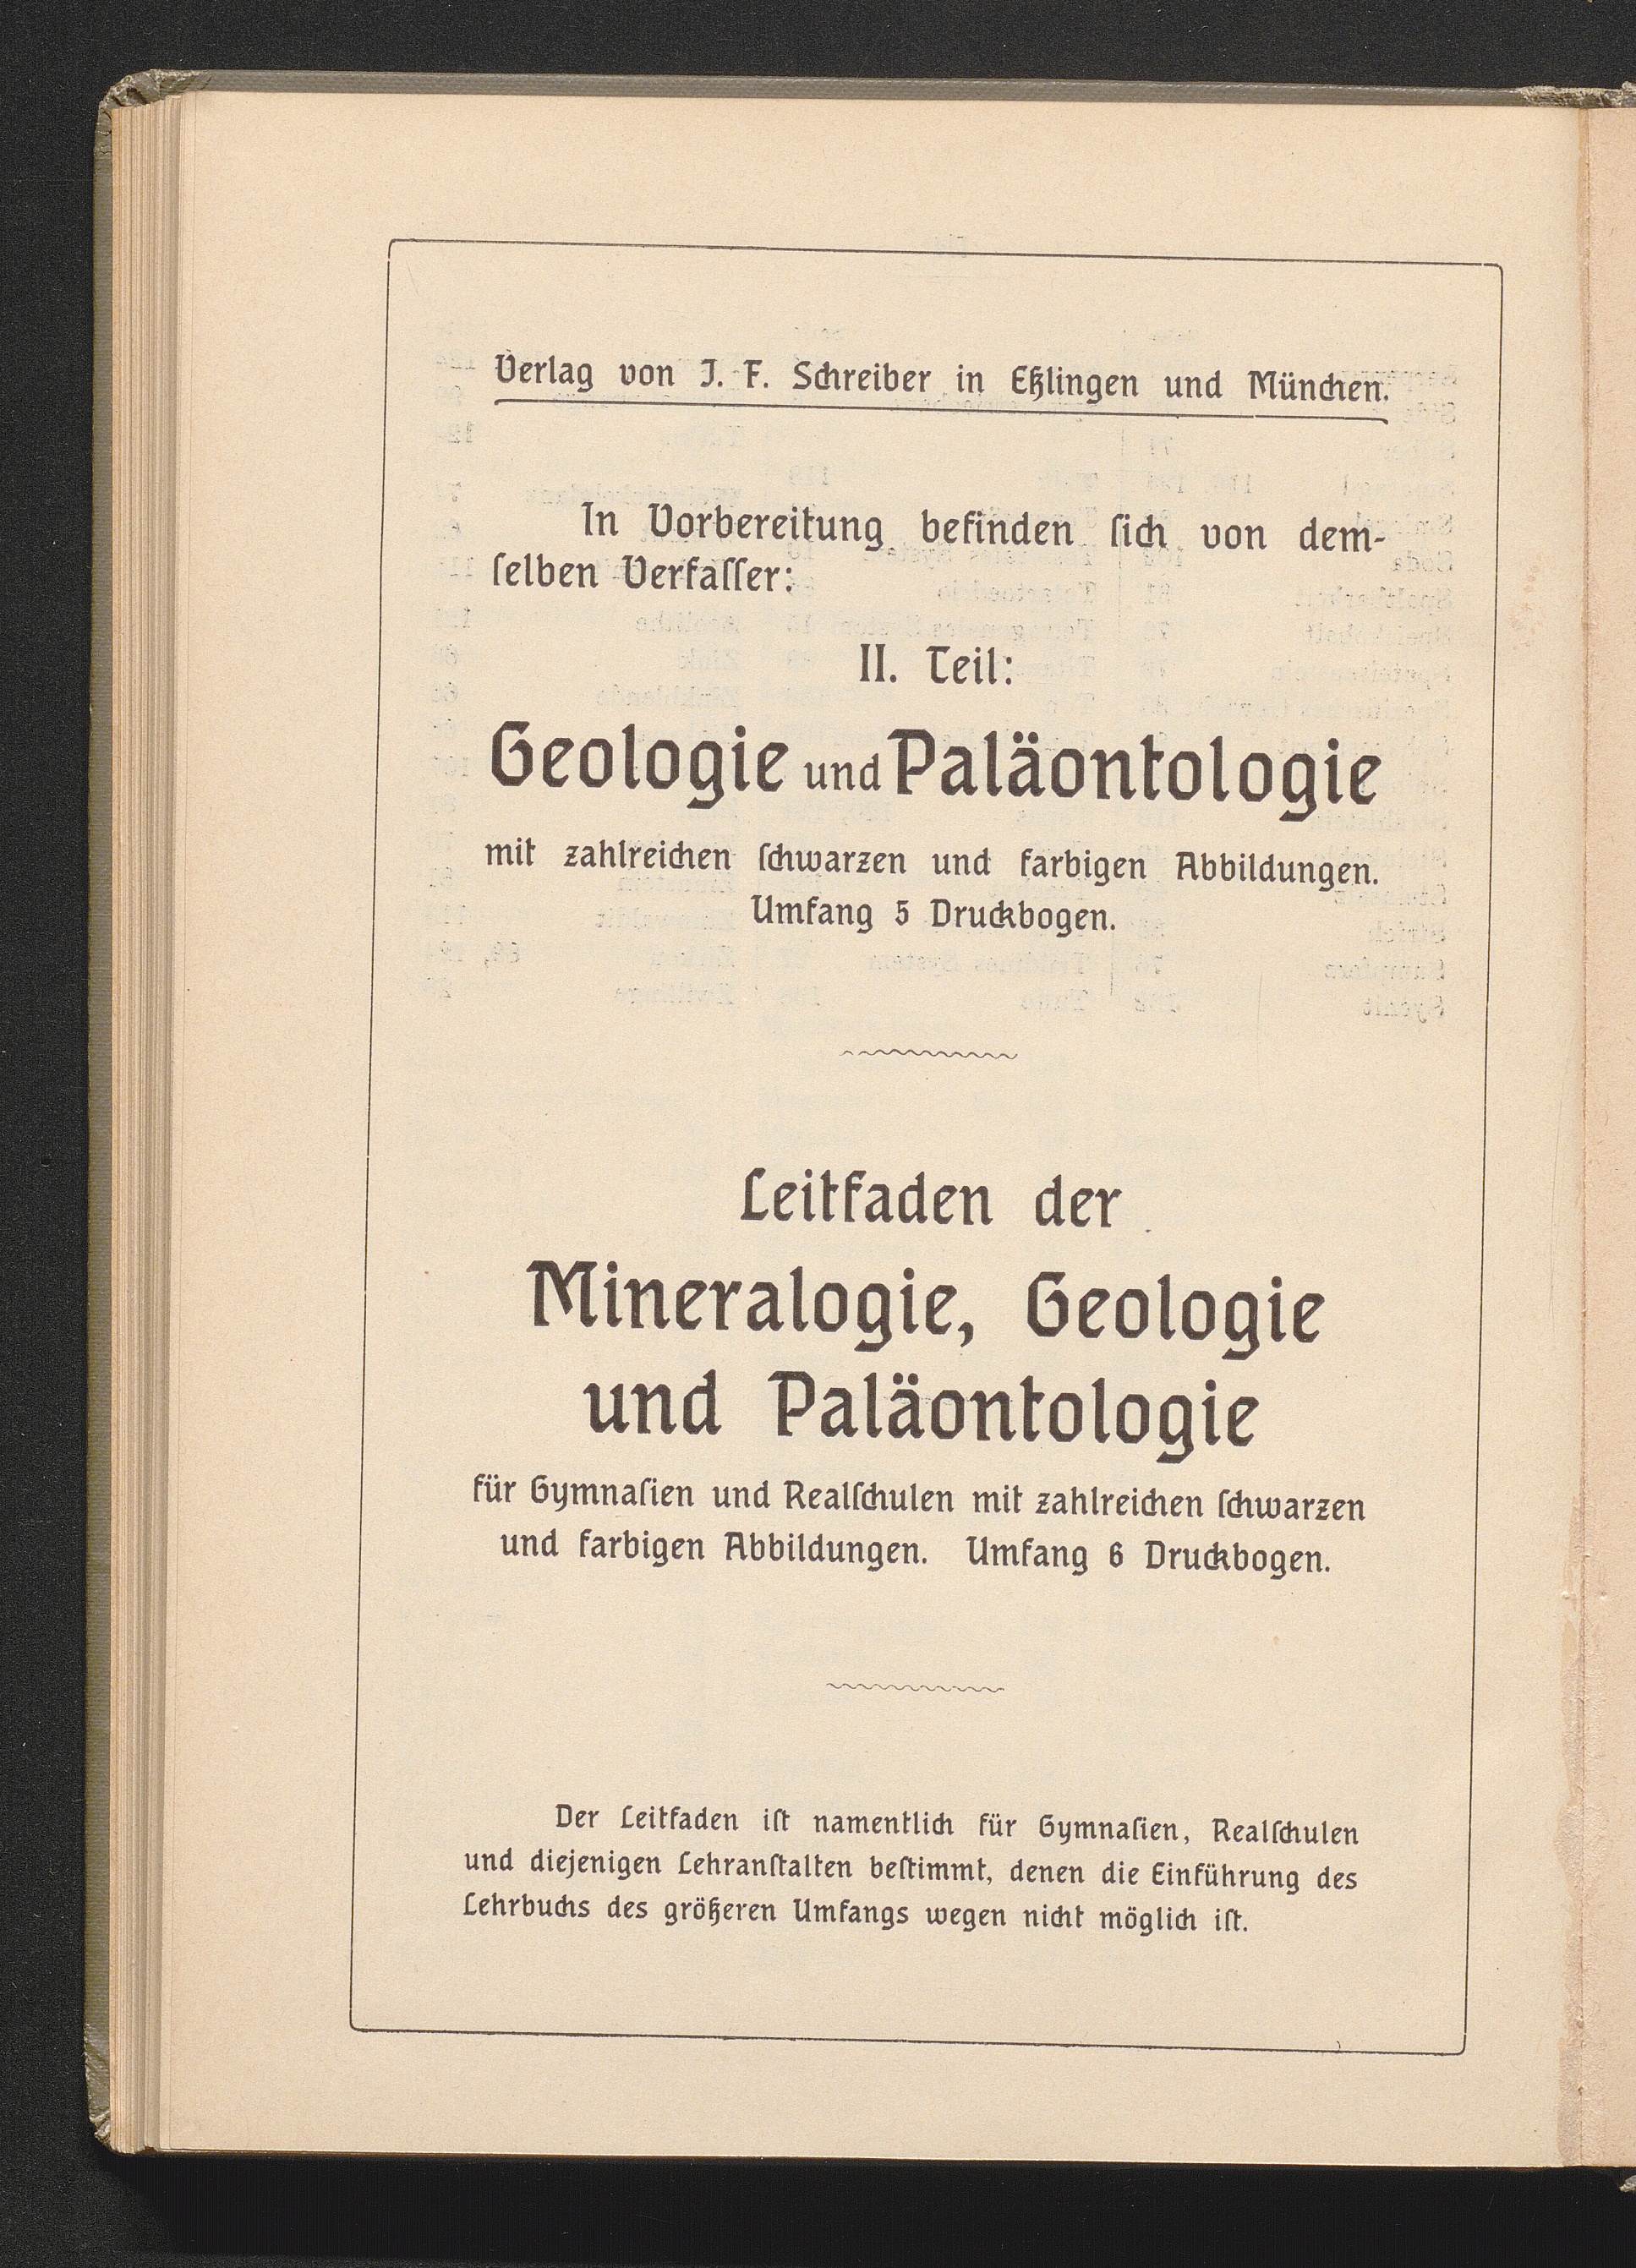 Verlag von J. F. Schreiber in Eßlingen und München.
In Vorbereitung befinden ſich von dem-
ſelben Verfaſſer:
II. Teil:
Geologie und Paläontologie
mit zahlreichen ſchwarzen und farbigen Abbildungen.
Umfang 5 Druckbogen.
Leitfaden der
Mineralogie, Geologie
und Paläontologie
für Gymnaſien und Realſchulen mit zahlreichen ſchwarzen
und farbigen Abbildungen. Umfang 6 Druckbogen.
Der Leitfaden iſt namentlich für Gymnaſien, Realſchulen
und diejenigen Lehranſtalten beſtimmt, denen die Einführung des
Lehrbuchs des größeren Umfangs wegen nicht möglich iſt.